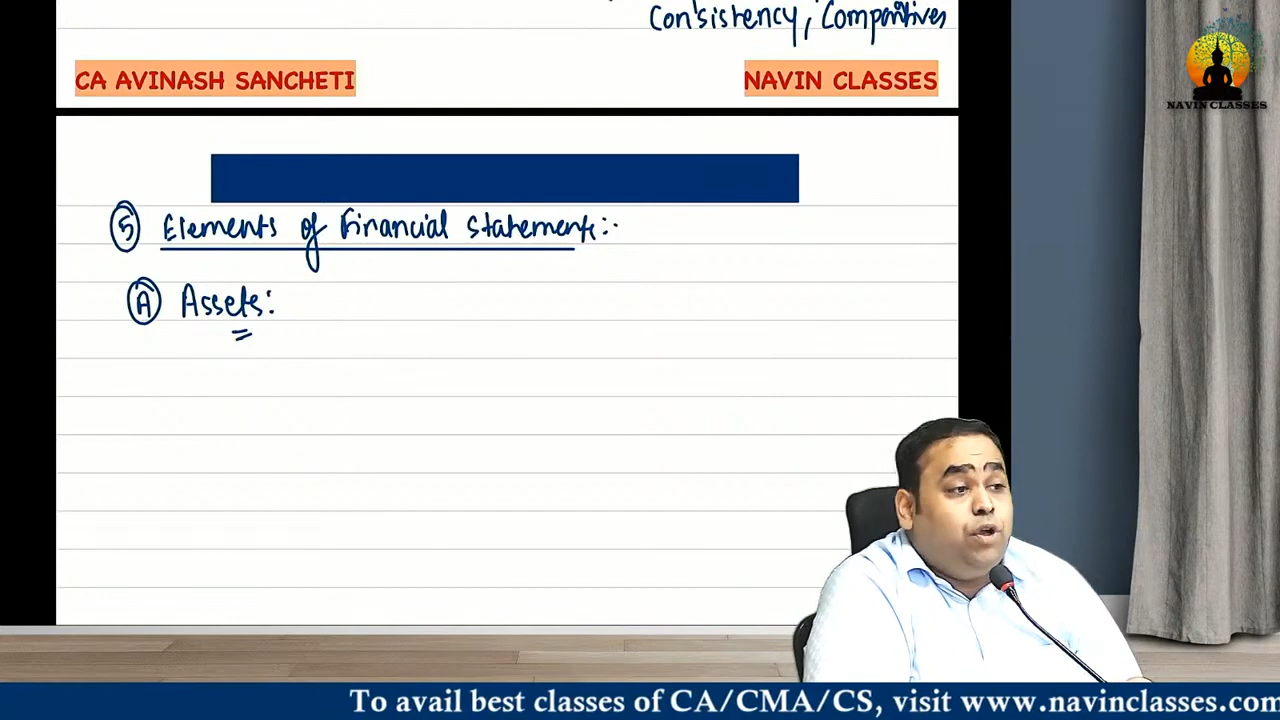 Consistency, Comparitives
CA AVINASH SANCHETI
NAVIN CLASSES
NAVIN CLASSES
5 Elements of Financial Statements:-
A Assets:
To avail best classes of CA/CMA/CS, visit www.navinclasses.com